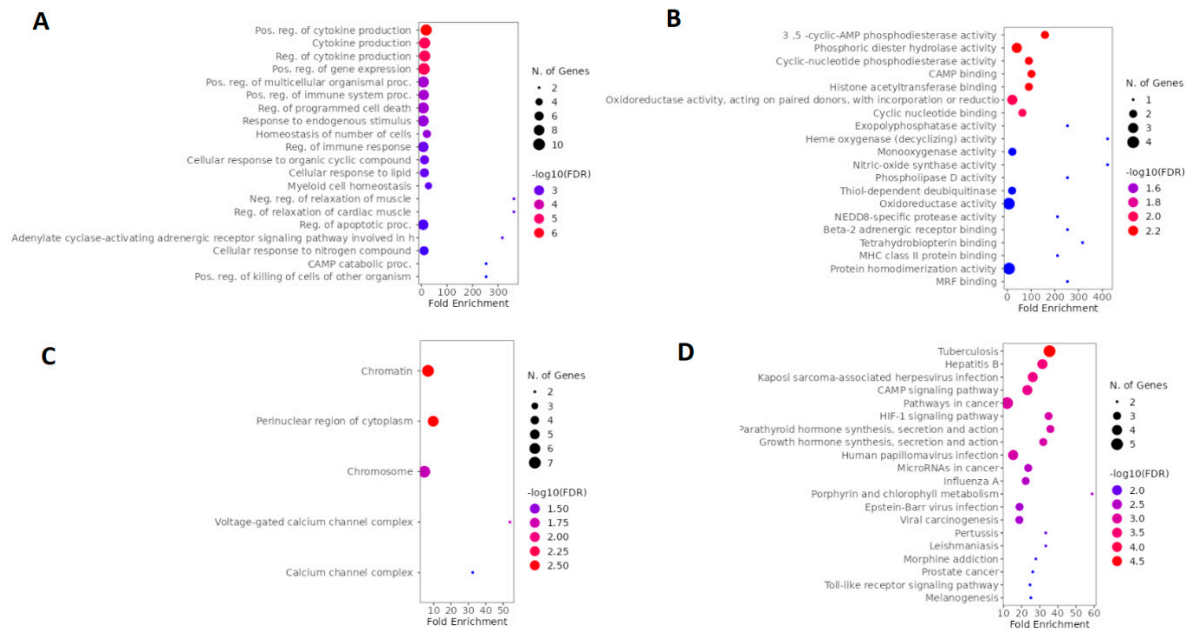 A
Pos. reg. of cytokine production
Cytokine production
Reg. of cytokine production
Pos. reg. of gene expression
Pos. reg. of multicellular organismal proc.
Pos. reg. of immune system proc.
Reg. of programmed cell death
Response to endogenous stimulus
Homeostasis of number of cells
Reg. of immune response
Cellular response to organic cyclic compound
Cellular response to lipid
Myeloid cell homeostasis
Neg. reg. of relaxation of muscle
Reg. of relaxation of cardiac muscle
Reg. of apoptotic proc.
Adenylate cyclase-activating adrenergic receptor signaling pathway involved in h
Cellular response to nitrogen compound
CAMP catabolic proc.
Pos. reg. of killing of cells of other organism
0 100 200 300
Fold Enrichment
N. of Genes
2
4
6
8
10
-log10(FDR)
3
4
5
6
B
3 .5 -cyclic-AMP phosphodiesterase activity
Phosphoric diester hydrolase activity
Cyclic-nucleotide phosphodiesterase activity
CAMP binding
Histone acetyltransferase binding
Oxidoreductase activity, acting on paired donors, with incorporation or reductio
Cyclic nucleotide binding
Exopolyphosphatase activity
Heme oxygenase (decyclizing) activity
Monooxygenase activity
Nitric-oxide synthase activity
Phospholipase D activity
Thiol-dependent deubiquitinase
Oxidoreductase activity
NEDD8-specific protease activity
Beta-2 adrenergic receptor binding
Tetrahydrobiopterin binding
MHC class II protein binding
Protein homodimerization activity
MRF binding
0 100 200 300 400
Fold Enrichment
N. of Genes
1
2
3
4
-log10(FDR)
1.6
1.8
2.0
2.2
C
Chromatin
Perinuclear region of cytoplasm
Chromosome
Voltage-gated calcium channel complex
Calcium channel complex
10 20 30 40 50
Fold Enrichment
N. of Genes
2
3
4
5
6
7
-log10(FDR)
1.50
1.75
2.00
2.25
2.50
D
Tuberculosis
Hepatitis B
Kaposi sarcoma-associated herpesvirus infection
CAMP signaling pathway
Pathways in cancer
HIF-1 signaling pathway
Parathyroid hormone synthesis, secretion and action
Growth hormone synthesis, secretion and action
Human papillomavirus infection
MicroRNAs in cancer
Influenza A
Porphyrin and chlorophyll metabolism
Epstein-Barr virus infection
Viral carcinogenesis
Pertussis
Leishmaniasis
Morphine addiction
Prostate cancer
Toll-like receptor signaling pathway
Melanogenesis
10 20 30 40 50 60
Fold Enrichment
N. of Genes
2
3
4
5
-log10(FDR)
2.0
2.5
3.0
3.5
4.0
4.5